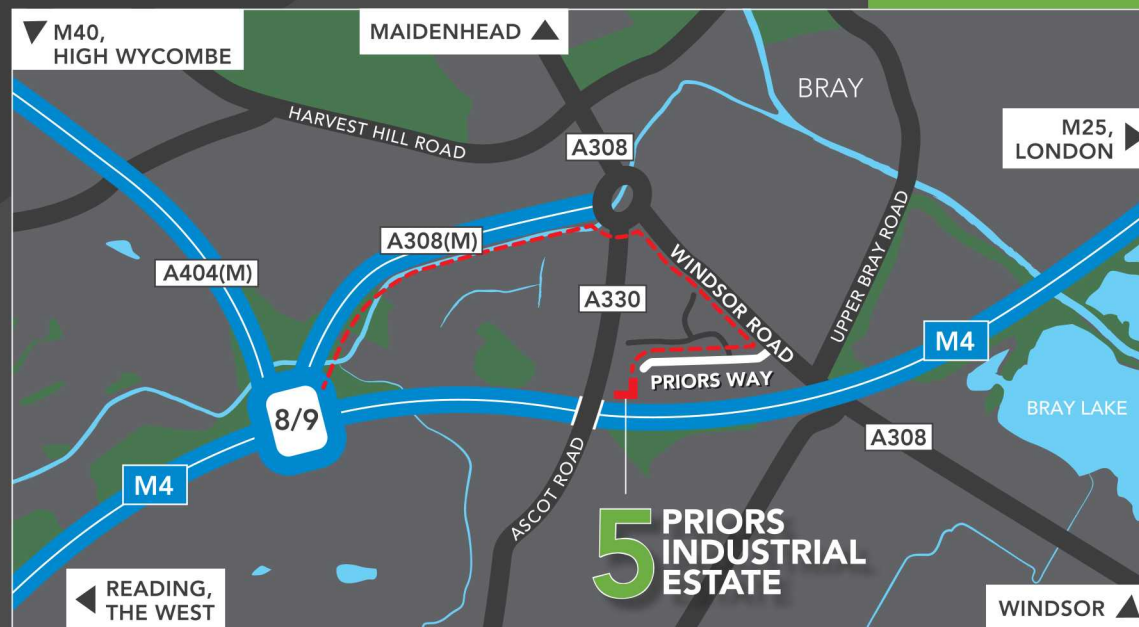 M40,
HIGH WYCOMBE
MAIDENHEAD
BRAY
M25,
LONDON
HARVEST HILL ROAD
A308
A308(M)
A404(M)
A330
WINDSOR ROAD
UPPER BRAY ROAD
M4
PRIORS WAY
8/9
BRAY LAKE
A308
M4
ASCOT ROAD
5 PRIORS
INDUSTRIAL
ESTATE
READING,
THE WEST
WINDSOR